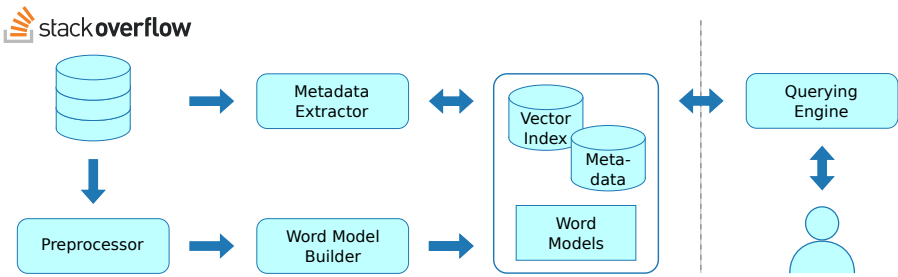 stackoverflow
Metadata
Extractor
Vector
Index
Meta-
data
Querying
Engine
Preprocessor
Word Model
Builder
Word
Models